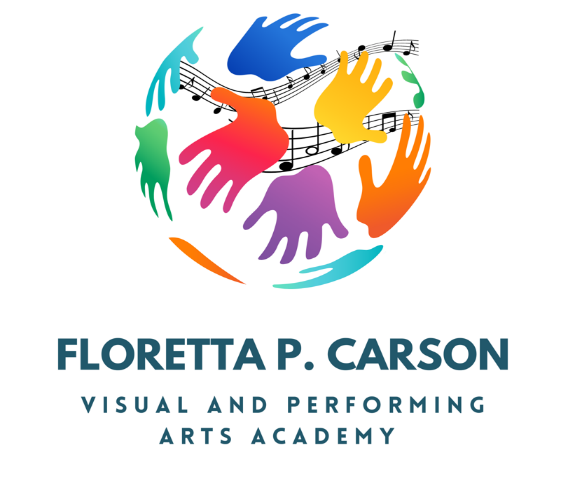 FLORETTA P. CARSON
VISUAL AND PERFORMING
ARTS ACADEMY